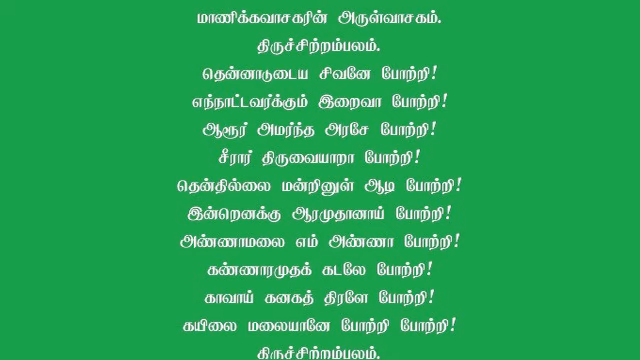 மாணிக்கவாசகரின் அருள்வாசகம்.
திருச்சிற்றம்பலம்.
தென்னாடுடைய சிவனே போற்றி!
எந்நாட்டவர்க்கும் இறைவா போற்றி!
ஆரூர் அமர்ந்த அரசே போற்றி!
சீரார் திருவையாறா போற்றி!
தென்தில்லை மன்றினுள் ஆடி போற்றி!
இன்றெனக்கு ஆரமுதானாய் போற்றி!
அண்ணாமலை எம் அண்ணா போற்றி!
கண்ணாரமுதக் கடலே போற்றி!
காவாய் கனகத் திரளே போற்றி!
கயிலை மலையானே போற்றி போற்றி!
திருச்சிற்றம்பலம்.